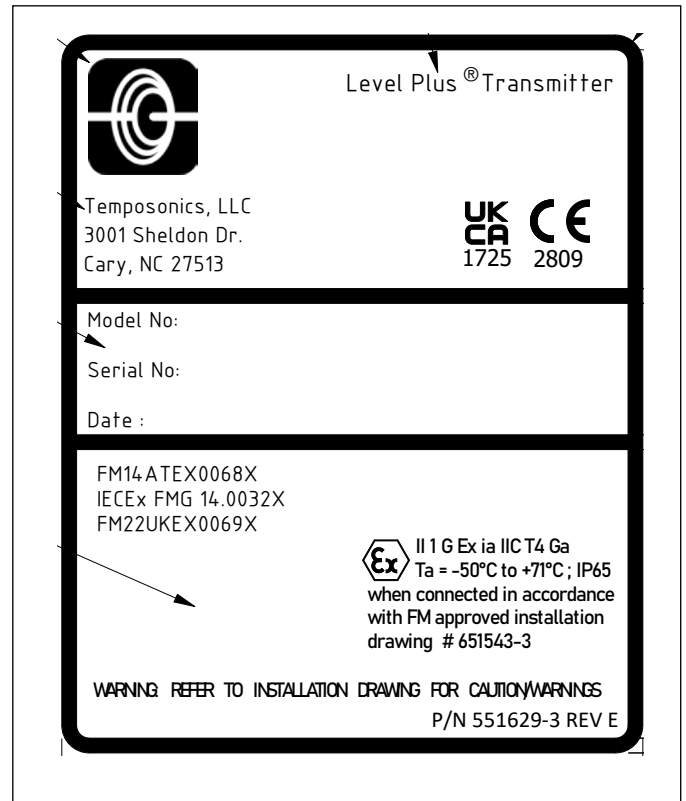 Level Plus ® Transmitter
Temposonics, LLC
3001 Sheldon Dr.
Cary, NC 27513
UK
CA
1725
CE
2809
Model No:
Serial No:
Date :
FM14ATEX0068X
IECEx FMG 14.0032X
FM22UKEX0069X
Ex II 1 G Ex ia IIC T4 Ga
Ta = -50°C to +71°C ; IP65
when connected in accordance
with FM approved installation
drawing # 651543-3
WARNING: REFER TO INSTALLATION DRAWING FOR CAUTION/WARNINGS
P/N 551629-3 REV E